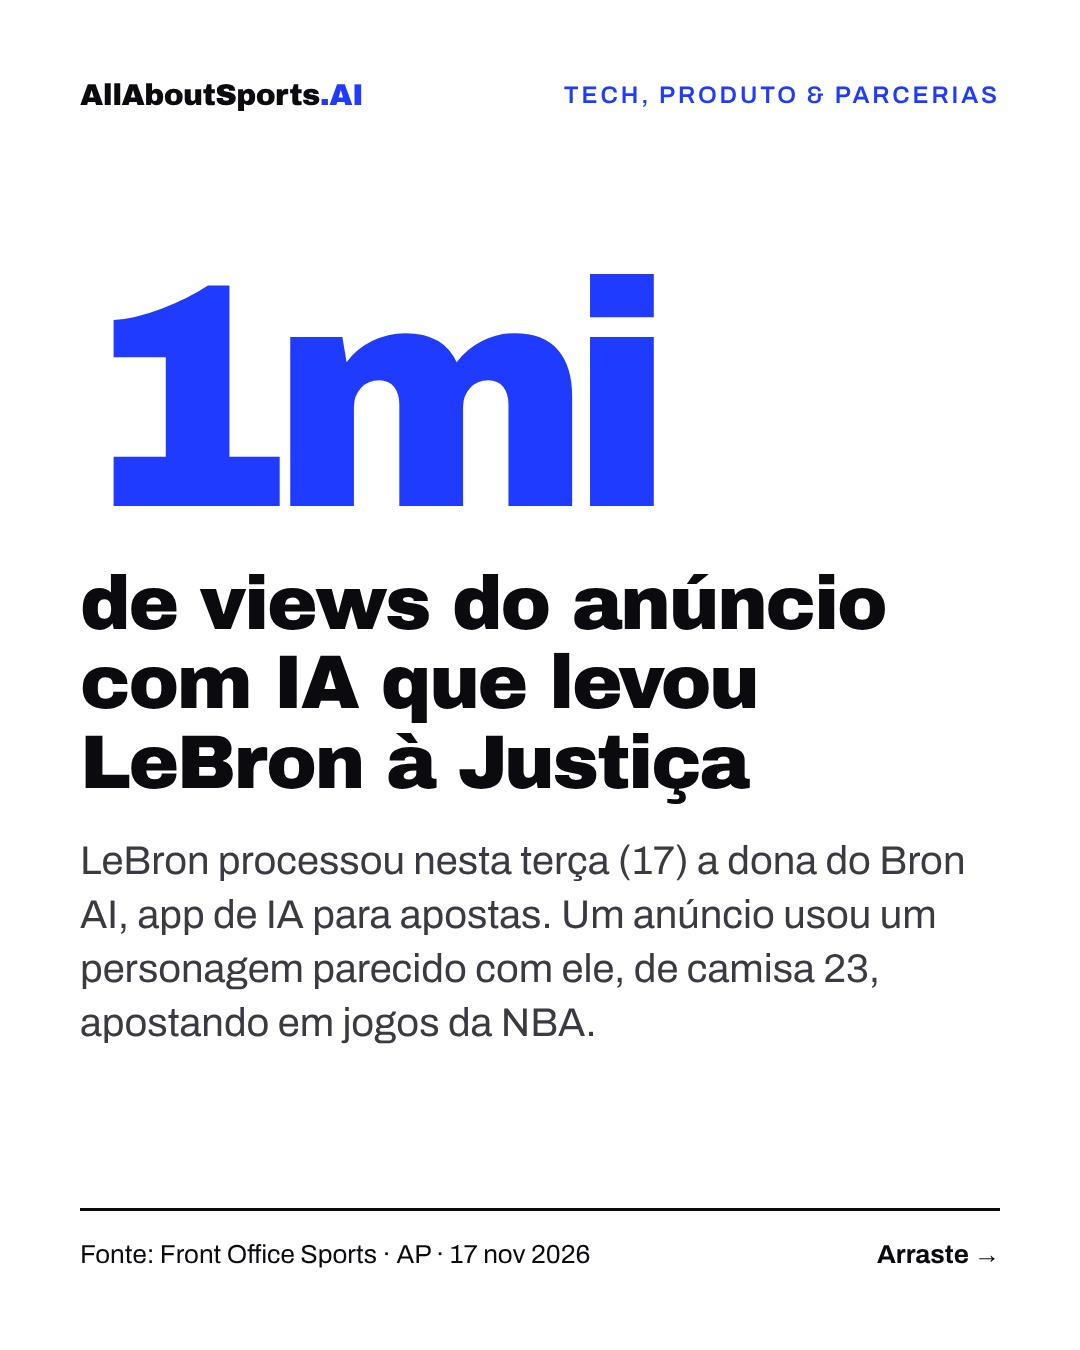 AllAboutSports.AI
TECH, PRODUTO & PARCERIAS
1mi
de views do anúncio
com IA que levou
LeBron à Justiça
LeBron processou nesta terça (17) a dona do Bron
AI, app de IA para apostas. Um anúncio usou um
personagem parecido com ele, de camisa 23,
apostando em jogos da NBA.
Fonte: Front Office Sports · AP · 17 nov 2026
Arraste →